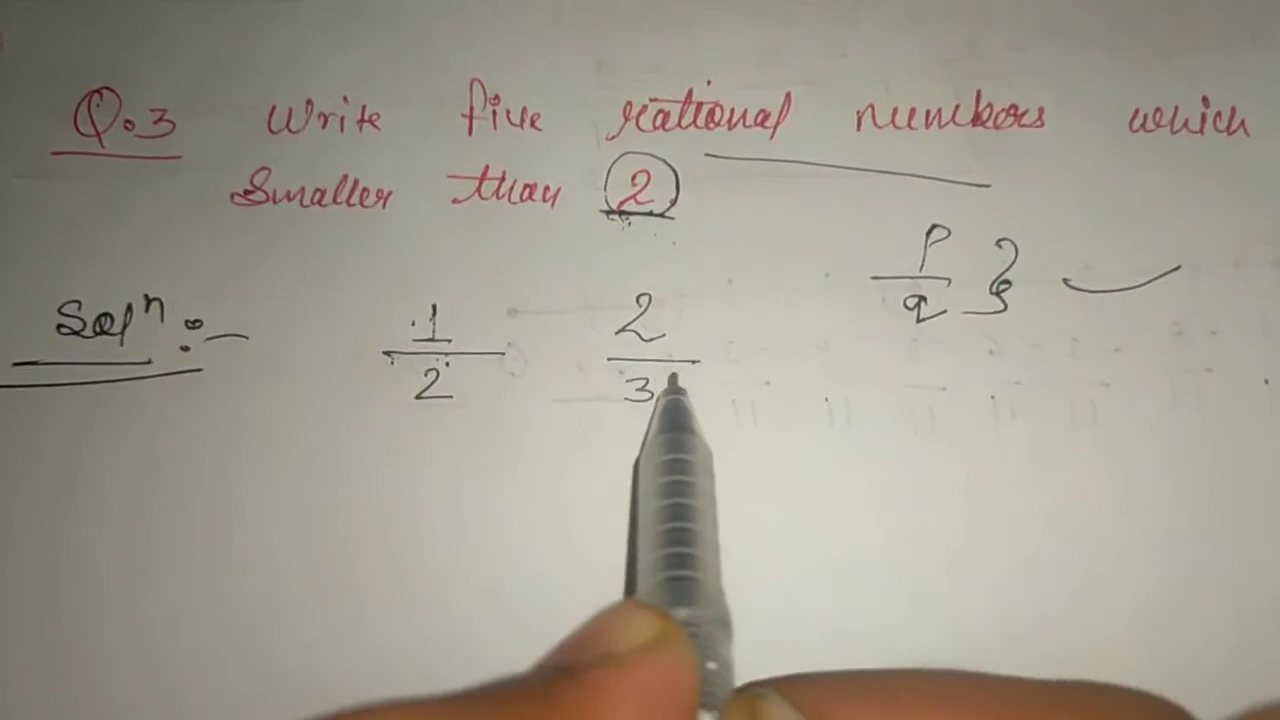 Q.3 Write five rational numbers which
Smaller than 2
p
q }
Solⁿ :-
1
2
2
3